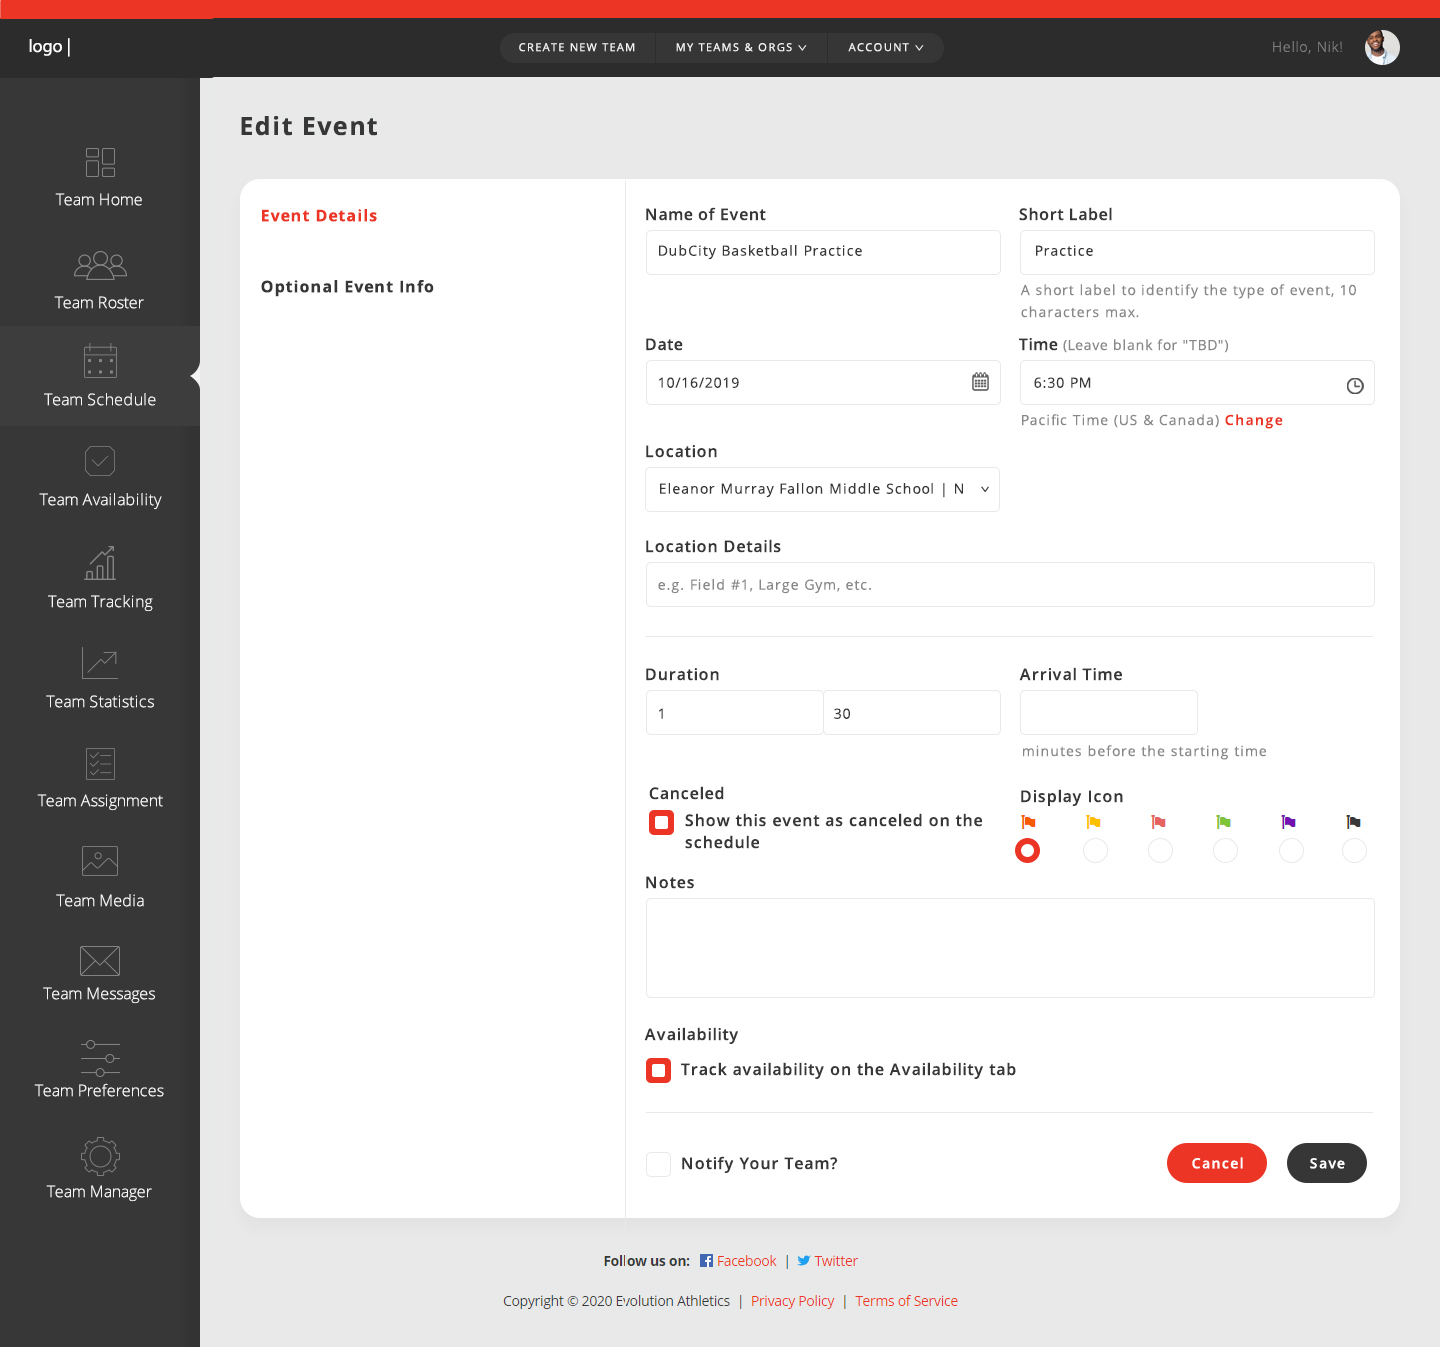 logo |
CREATE NEW TEAM
MY TEAMS & ORGS
ACCOUNT
Hello, Nik!
Team Home
Team Roster
Team Schedule
Team Availability
Team Tracking
Team Statistics
Team Assignment
Team Media
Team Messages
Team Preferences
Team Manager
Edit Event
Event Details
Optional Event Info
Name of Event
DubCity Basketball Practice
Short Label
Practice
A short label to identify the type of event, 10
characters max.
Date
10/16/2019
Time (Leave blank for "TBD")
6:30 PM
Pacific Time (US & Canada) Change
Location
Eleanor Murray Fallon Middle School | N
Location Details
e.g. Field #1, Large Gym, etc.
Duration
1
30
Arrival Time
minutes before the starting time
Canceled
Show this event as canceled on the
schedule
Display Icon
Notes
Availability
Track availability on the Availability tab
Notify Your Team?
Cancel
Save
Follow us on: Facebook | Twitter
Copyright © 2020 Evolution Athletics | Privacy Policy | Terms of Service